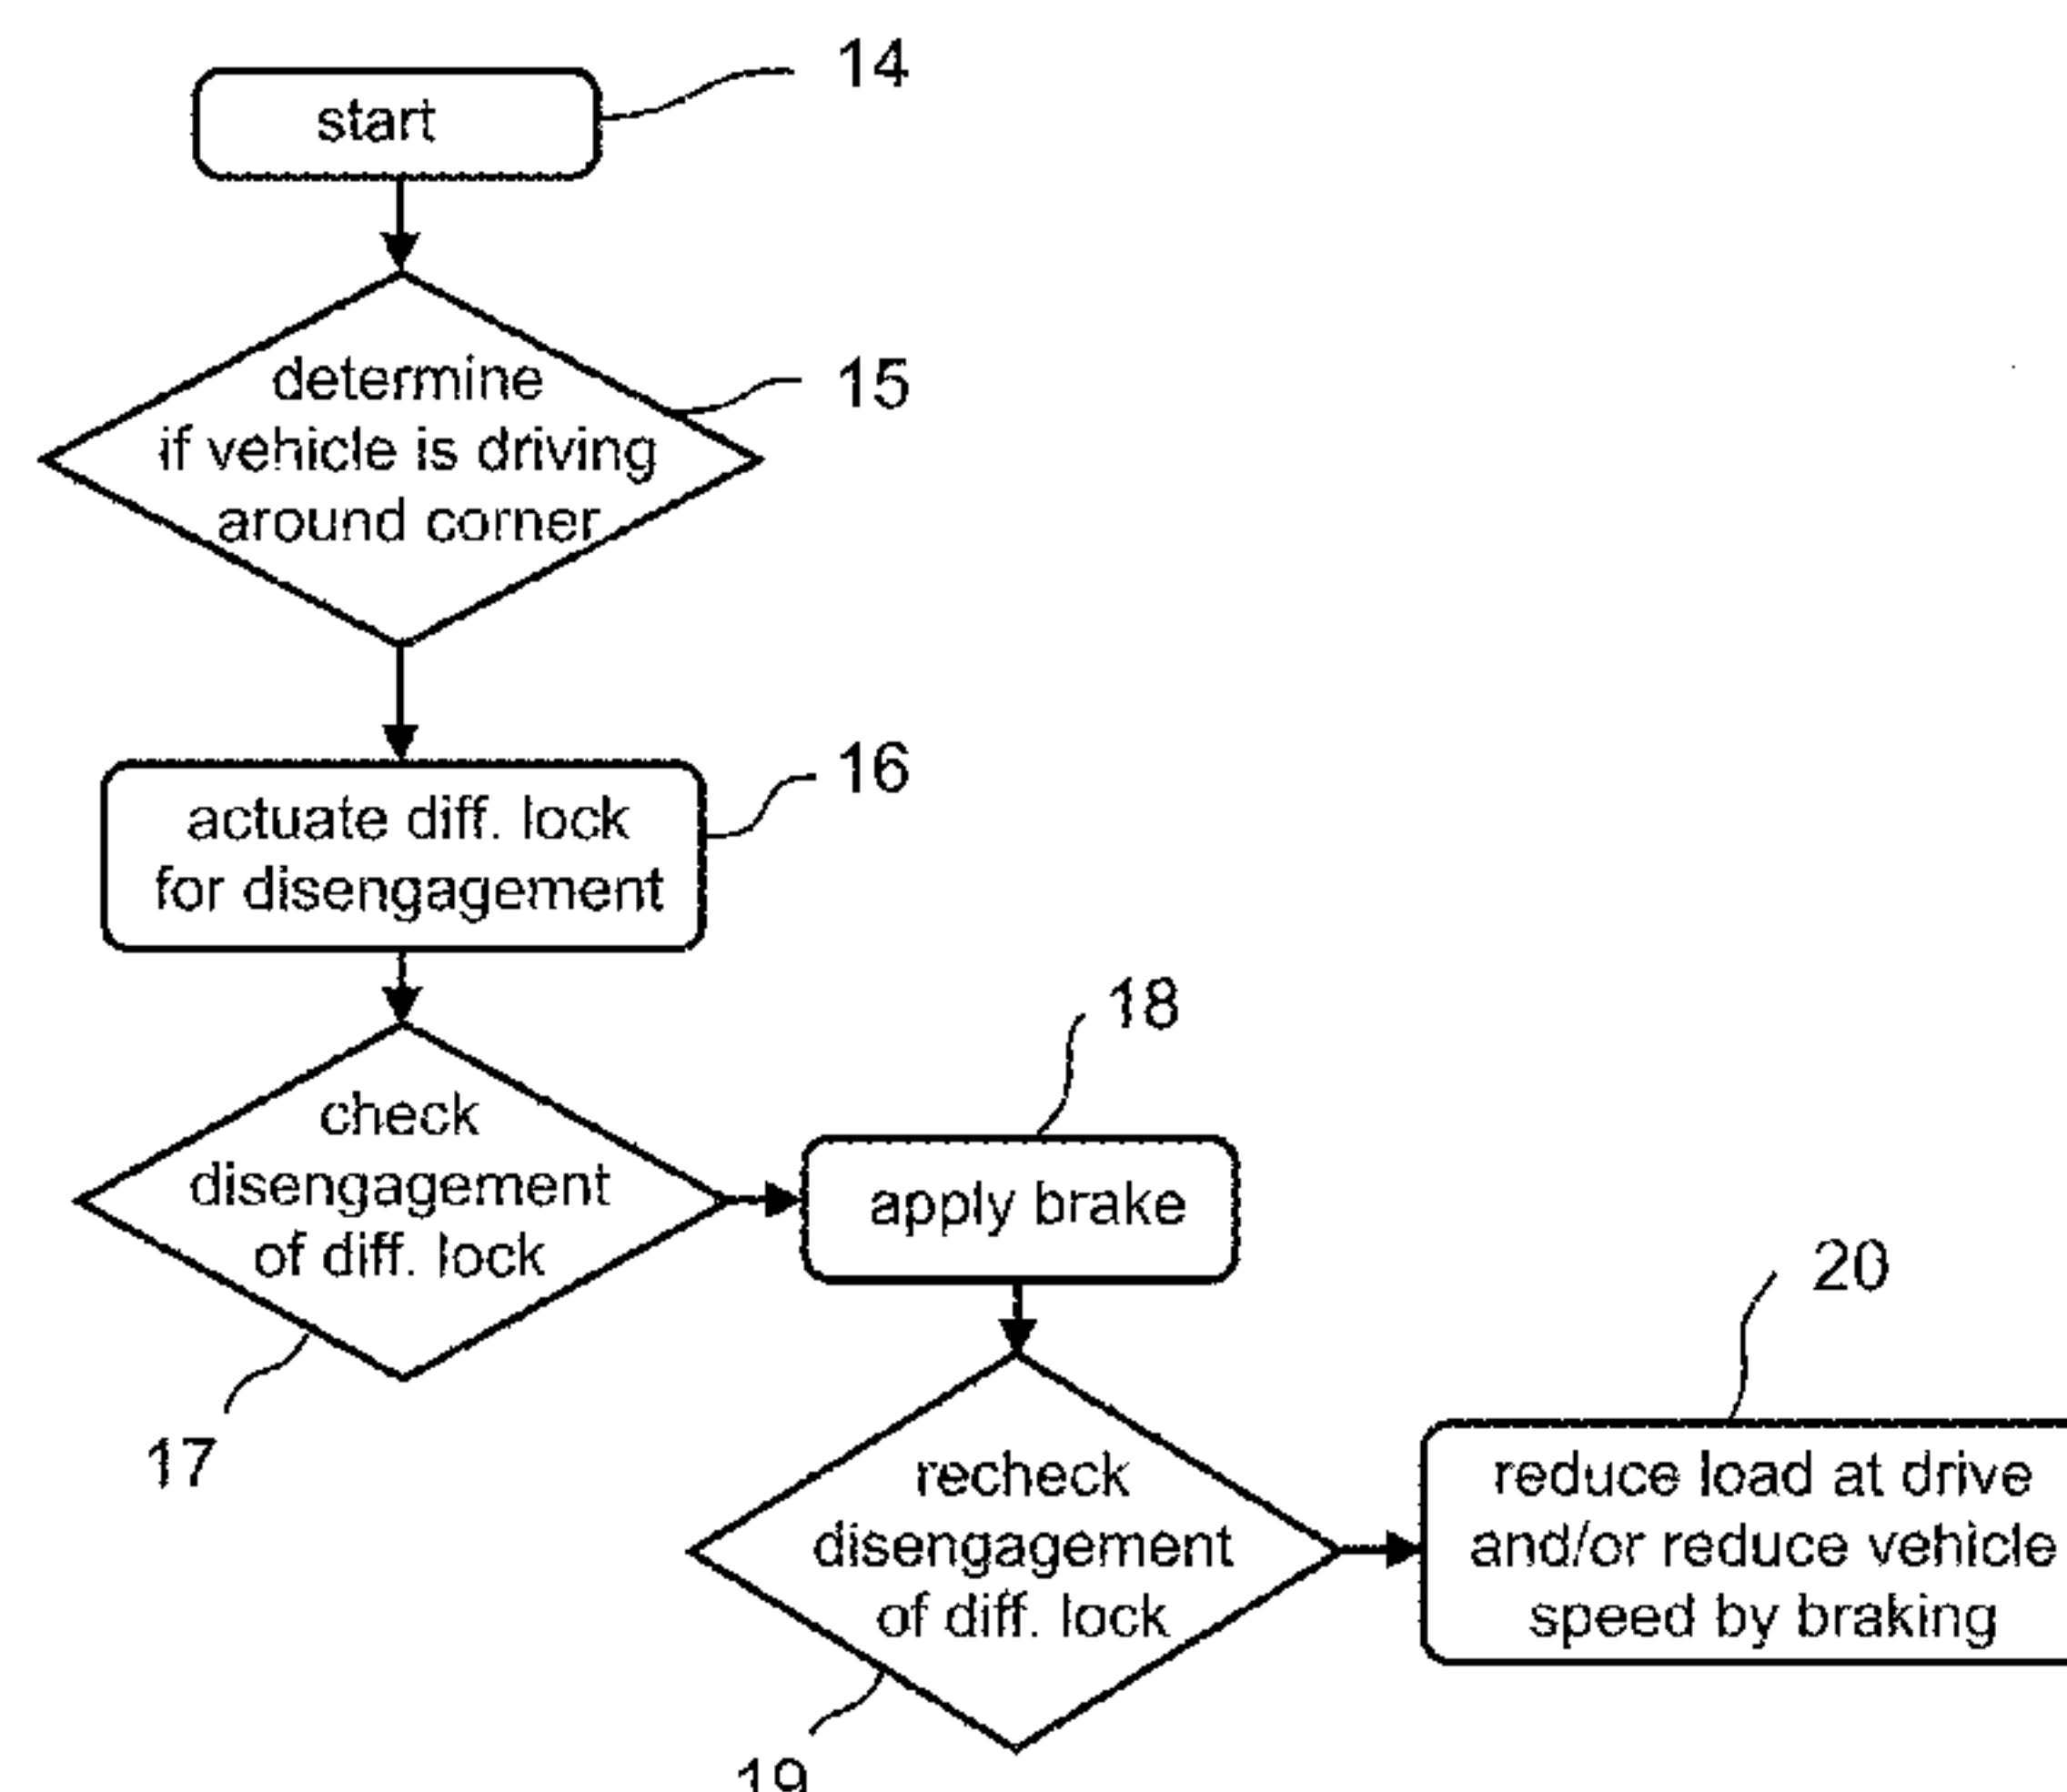 start
14
determine
if vehicle is driving
around corner
15
actuate diff. lock
for disengagement
16
check
disengagement
of diff. lock
17
apply brake
18
recheck
disengagement
of diff. lock
19
reduce load at drive
and/or reduce vehicle
speed by braking
20